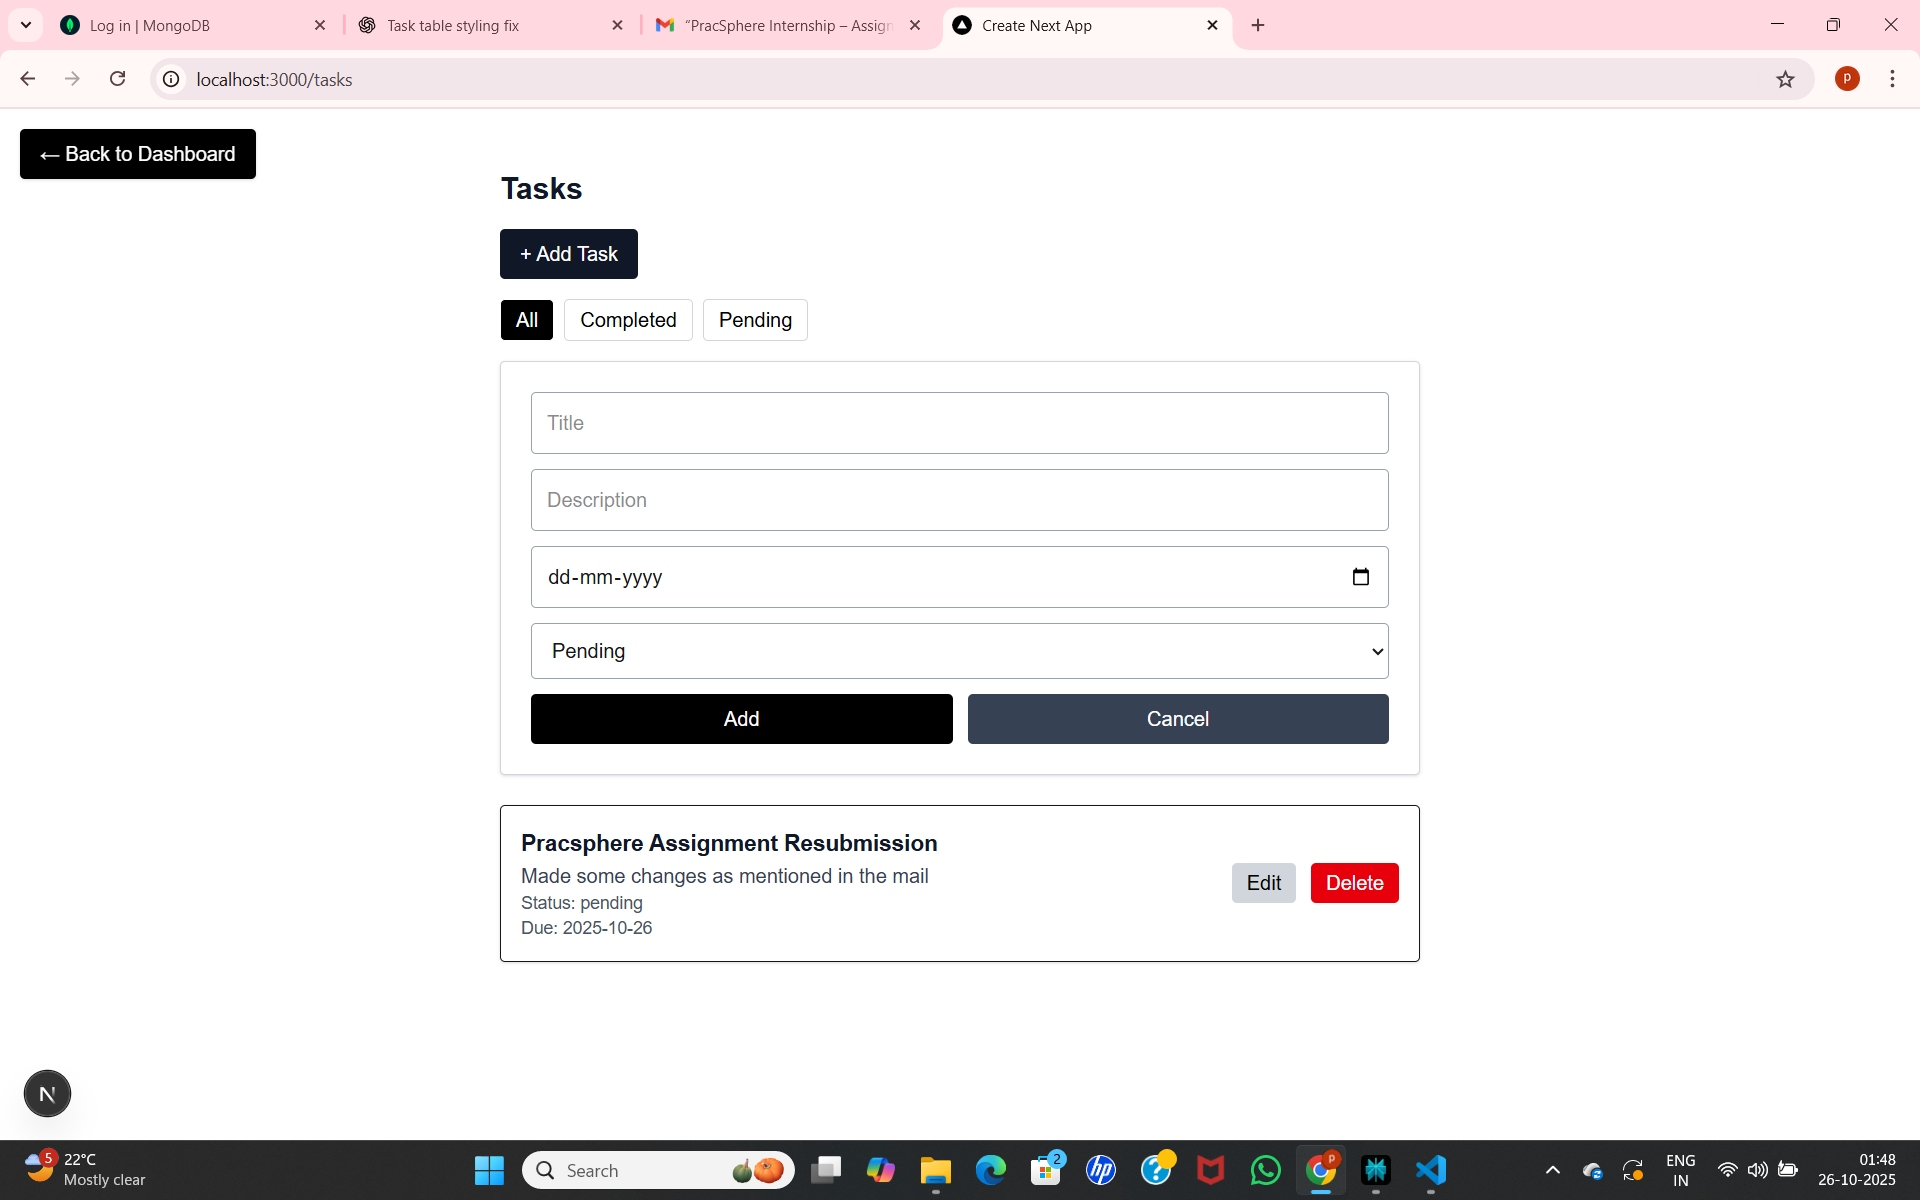 Log in | MongoDB
Task table styling fix
“PracSphere Internship – Assign
Create Next App
localhost:3000/tasks
P
← Back to Dashboard
Tasks
+ Add Task
All
Completed
Pending
Title
Description
dd-mm-yyyy
Pending
Add
Cancel
Pracsphere Assignment Resubmission
Made some changes as mentioned in the mail
Status: pending
Due: 2025-10-26
Edit
Delete
N
5
22°C
Mostly clear
Search
2
hp
?
P
ENG
IN
01:48
26-10-2025